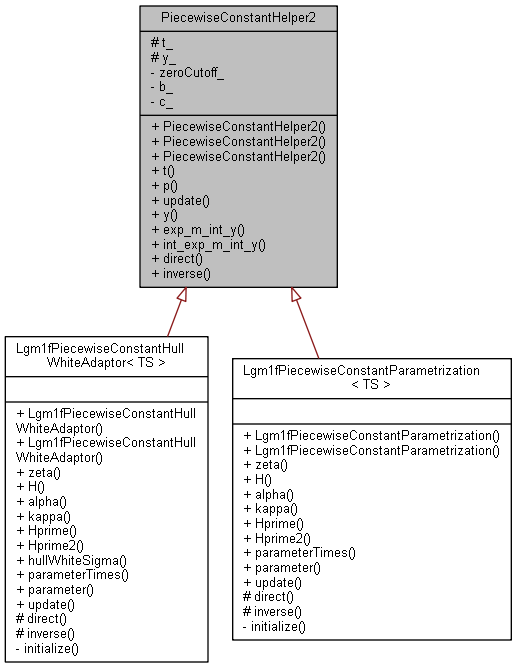 PiecewiseConstantHelper2
# t_
# y_
- zeroCutoff_
- b_
- c_
+ PiecewiseConstantHelper2()
+ PiecewiseConstantHelper2()
+ PiecewiseConstantHelper2()
+ t()
+ p()
+ update()
+ y()
+ exp_m_int_y()
+ int_exp_m_int_y()
+ direct()
+ inverse()
Lgm1fPiecewiseConstantHull
WhiteAdaptor< TS >
+ Lgm1fPiecewiseConstantHull
WhiteAdaptor()
+ Lgm1fPiecewiseConstantHull
WhiteAdaptor()
+ zeta()
+ H()
+ alpha()
+ kappa()
+ Hprime()
+ Hprime2()
+ hullWhiteSigma()
+ parameterTimes()
+ parameter()
+ update()
# direct()
# inverse()
- initialize()
Lgm1fPiecewiseConstantParametrization
< TS >
+ Lgm1fPiecewiseConstantParametrization()
+ Lgm1fPiecewiseConstantParametrization()
+ zeta()
+ H()
+ alpha()
+ kappa()
+ Hprime()
+ Hprime2()
+ parameterTimes()
+ parameter()
+ update()
# direct()
# inverse()
- initialize()